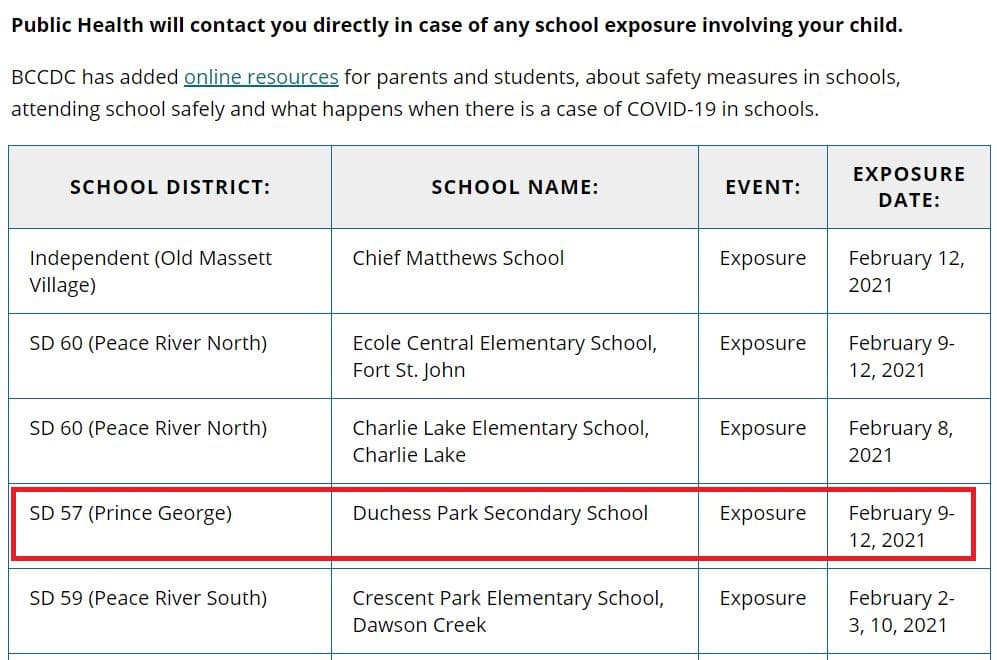 Public Health will contact you directly in case of any school exposure involving your child.
BCCDC has added online resources for parents and students, about safety measures in schools,
attending school safely and what happens when there is a case of COVID-19 in schools.
SCHOOL DISTRICT: SCHOOL NAME: EVENT: EXPOSURE
DATE:
Independent (Old Massett Chief Matthews School Exposure February 12,
Village) 2021
SD 60 (Peace River North) Ecole Central Elementary School, Exposure February 9-
Fort St. John 12, 2021
SD 60 (Peace River North) Charlie Lake Elementary School, Exposure February 8,
Charlie Lake 2021
SD 57 (Prince George) Duchess Park Secondary School Exposure February 9-
12, 2021
SD 59 (Peace River South) Crescent Park Elementary School, Exposure February 2-
Dawson Creek 3, 10, 2021